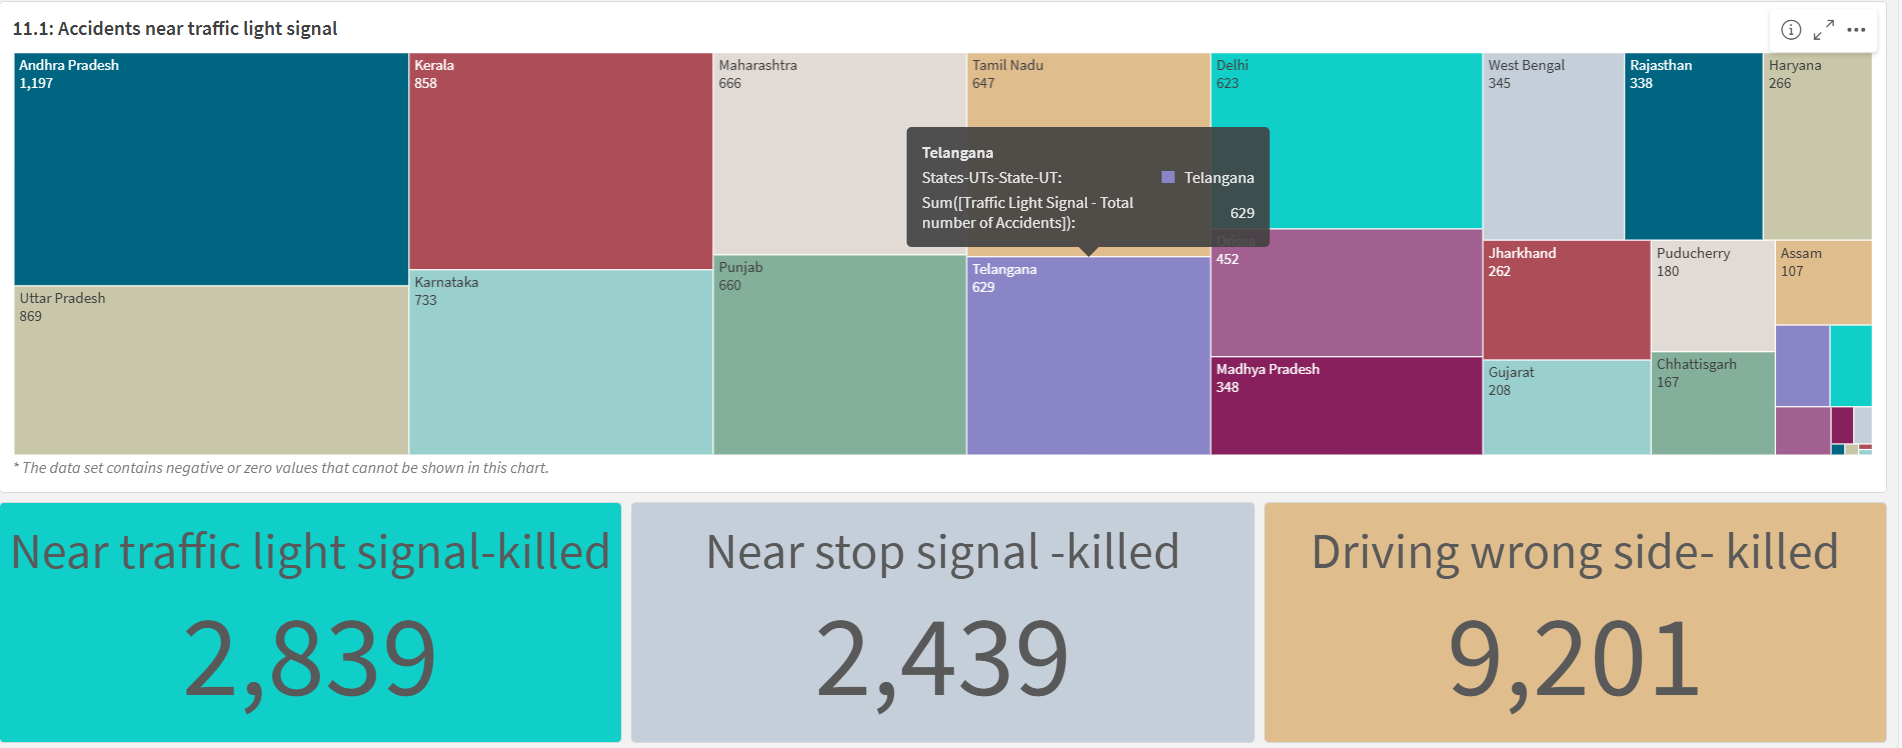 11.1: Accidents near traffic light signal
Andhra Pradesh
1,197
Uttar Pradesh
869
Kerala
858
Karnataka
733
Maharashtra
666
Punjab
660
Tamil Nadu
647
Telangana
States-UTs-State-UT:
Telangana
Sum([Traffic Light Signal - Total
number of Accidents]):
629
Telangana
629
Delhi
623
Orissa
452
Madhya Pradesh
348
West Bengal
345
Rajasthan
338
Haryana
266
Jharkhand
262
Gujarat
208
Puducherry
180
Chhattisgarh
167
Assam
107
* The data set contains negative or zero values that cannot be shown in this chart.
Near traffic light signal-killed
2,839
Near stop signal -killed
2,439
Driving wrong side- killed
9,201